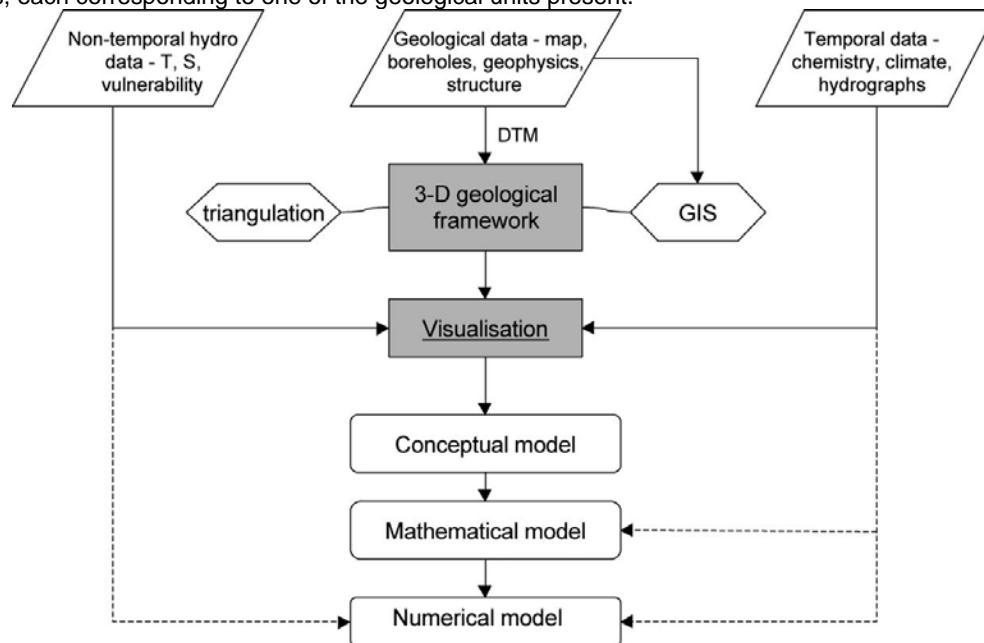 , each corresponding to one of the geological units present.
Non-temporal hydro
data - T, S,
vulnerability
Geological data - map,
boreholes, geophysics,
structure
Temporal data -
chemistry, climate,
hydrographs
DTM
triangulation
3-D geological
framework
GIS
Visualisation
Conceptual model
Mathematical model
Numerical model